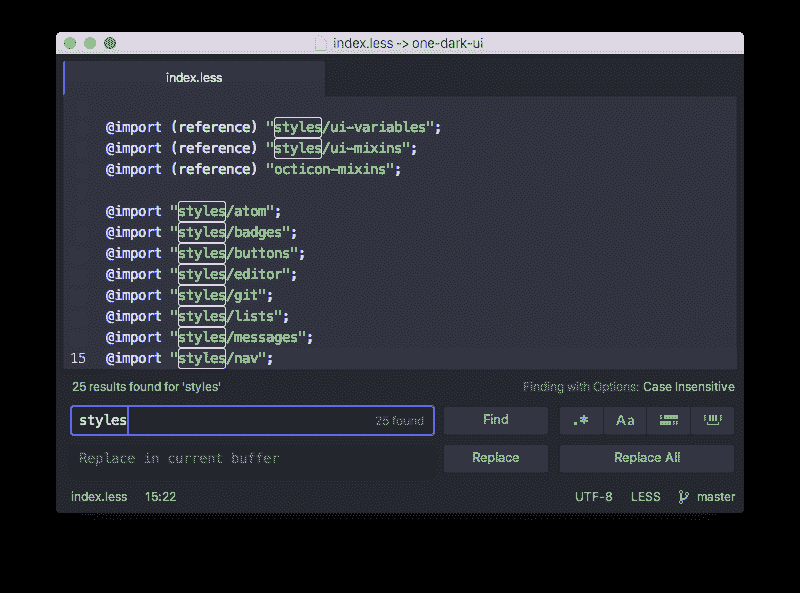 index.less -> one-dark-ui
index.less
@import (reference) "styles/ui-variables";
@import (reference) "styles/ui-mixins";
@import (reference) "octicon-mixins";
@import "styles/atom";
@import "styles/badges";
@import "styles/buttons";
@import "styles/editor";
@import "styles/git";
@import "styles/lists";
@import "styles/messages";
15 @import "styles/nav";
25 results found for 'styles' Finding with Options: Case Insensitive
styles 25 found Find .* Aa
Replace in current buffer Replace Replace All
index.less 15:22 UTF-8 LESS master